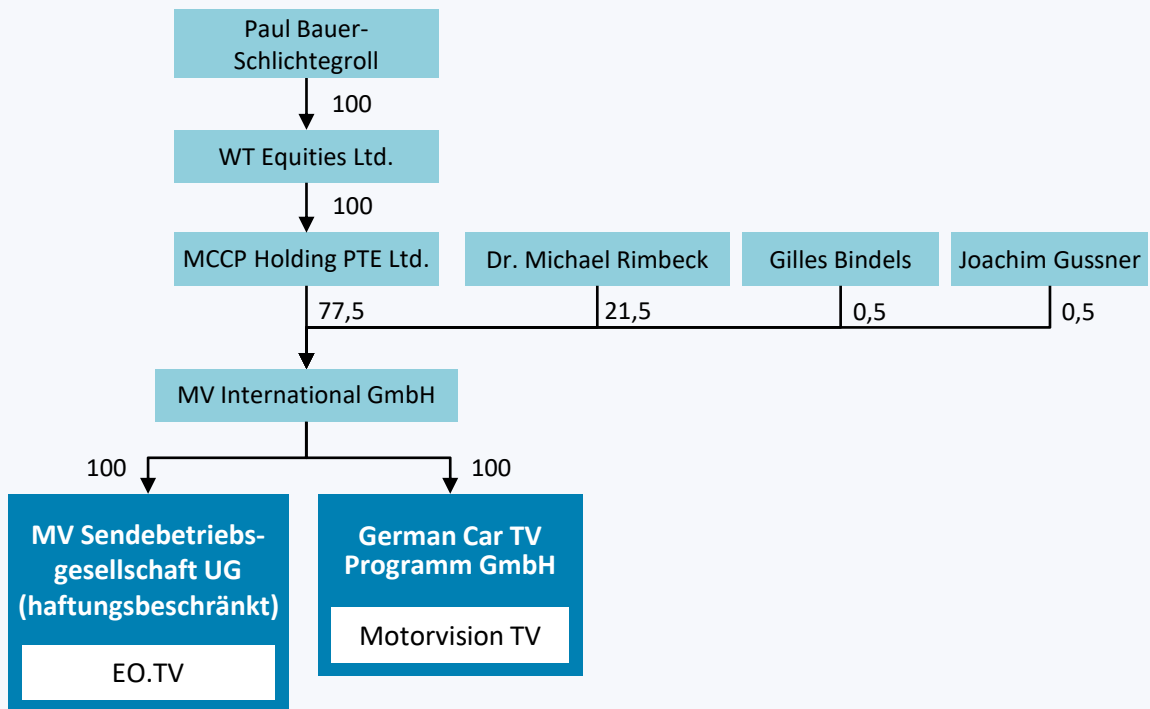 Paul Bauer-
Schlichtegroll
100
WT Equities Ltd.
100
MCCP Holding PTE Ltd.
Dr. Michael Rimbeck
Gilles Bindels
Joachim Gussner
77,5
21,5
0,5
0,5
MV International GmbH
100
100
MV Sendebetriebs-
gesellschaft UG
(haftungsbeschränkt)
EO.TV
German Car TV
Programm GmbH
Motorvision TV